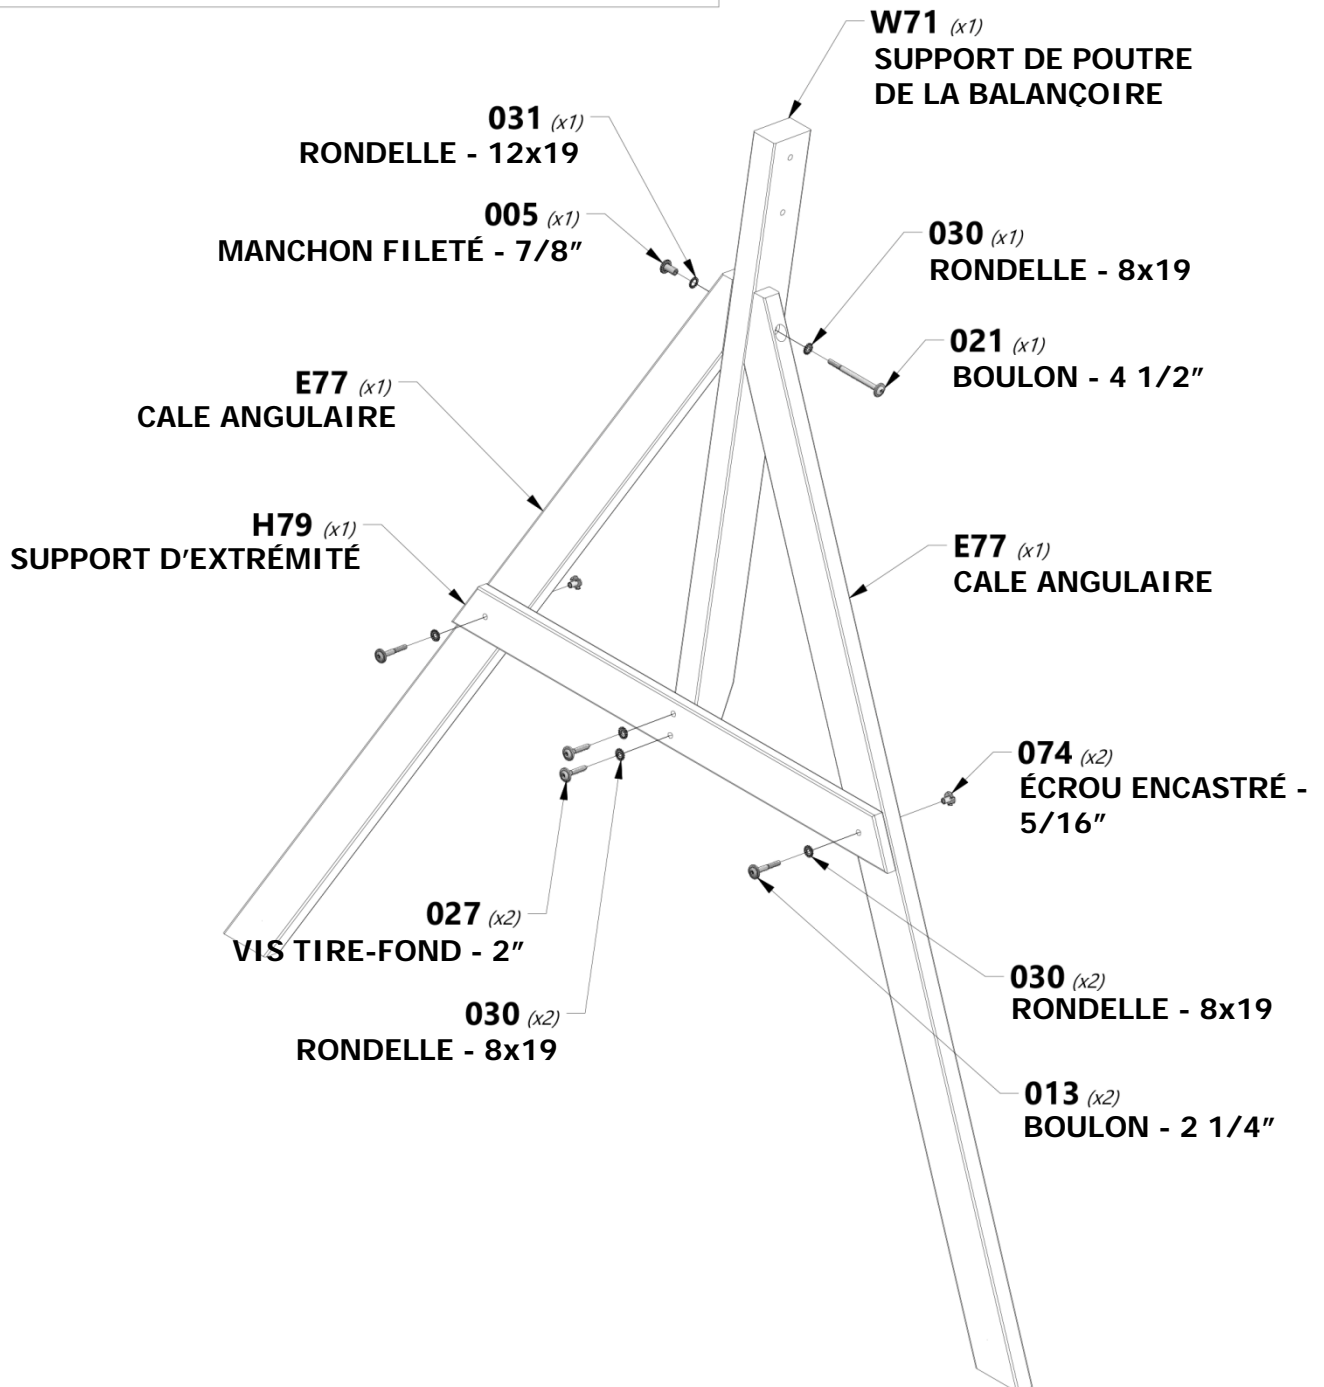 W71 (x1)
SUPPORT DE POUTRE
DE LA BALANÇOIRE
031 (x1)
RONDELLE - 12x19
005 (x1)
MANCHON FILETÉ - 7/8"
030 (x1)
RONDELLE - 8x19
021 (x1)
BOULON - 4 1/2"
E77 (x1)
CALE ANGULAIRE
H79 (x1)
SUPPORT D'EXTRÉMITÉ
E77 (x1)
CALE ANGULAIRE
074 (x2)
ÉCROU ENCASTRÉ -
5/16"
027 (x2)
VIS TIRE-FOND - 2"
030 (x2)
RONDELLE - 8x19
030 (x2)
RONDELLE - 8x19
013 (x2)
BOULON - 2 1/4"